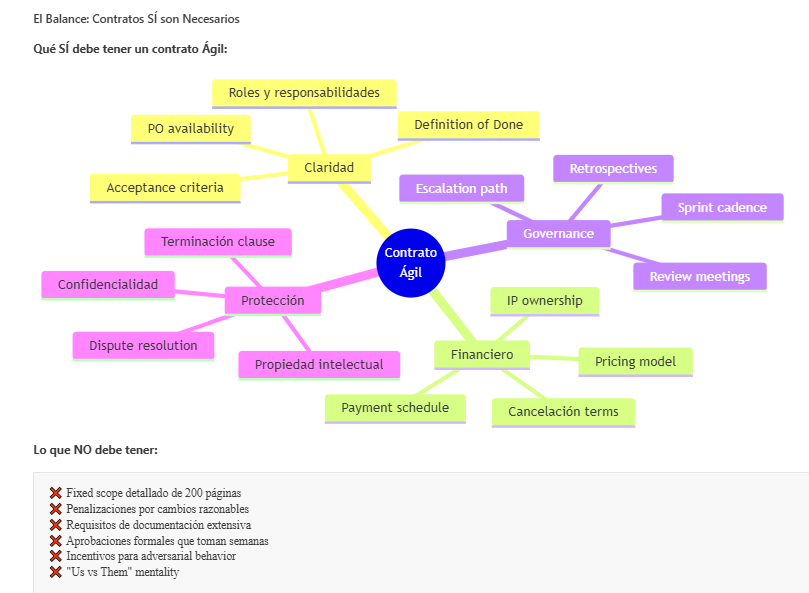 El Balance: Contratos SÍ son Necesarios
Qué SÍ debe tener un contrato Ágil:
Roles y responsabilidades
PO availability
Definition of Done
Claridad
Acceptance criteria
Retrospectives
Escalation path
Sprint cadence
Governance
Review meetings
Contrato
Ágil
Terminación clause
Confidencialidad
Protección
Dispute resolution
Propiedad intelectual
IP ownership
Financiero
Pricing model
Payment schedule
Cancelación terms
Lo que NO debe tener:
❌ Fixed scope detallado de 200 páginas
❌ Penalizaciones por cambios razonables
❌ Requisitos de documentación extensiva
❌ Aprobaciones formales que toman semanas
❌ Incentivos para adversarial behavior
❌ "Us vs Them" mentality